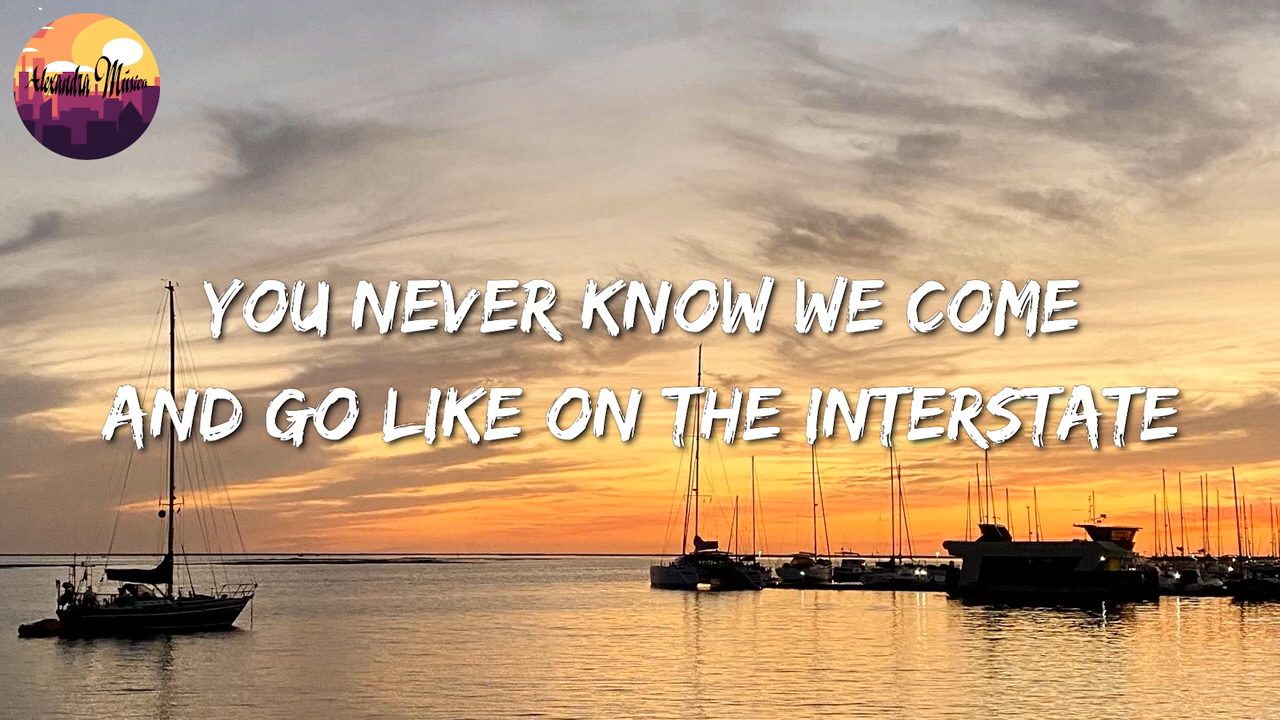 Alexandra Música
YOU NEVER KNOW WE COME
AND GO LIKE ON THE INTERSTATE